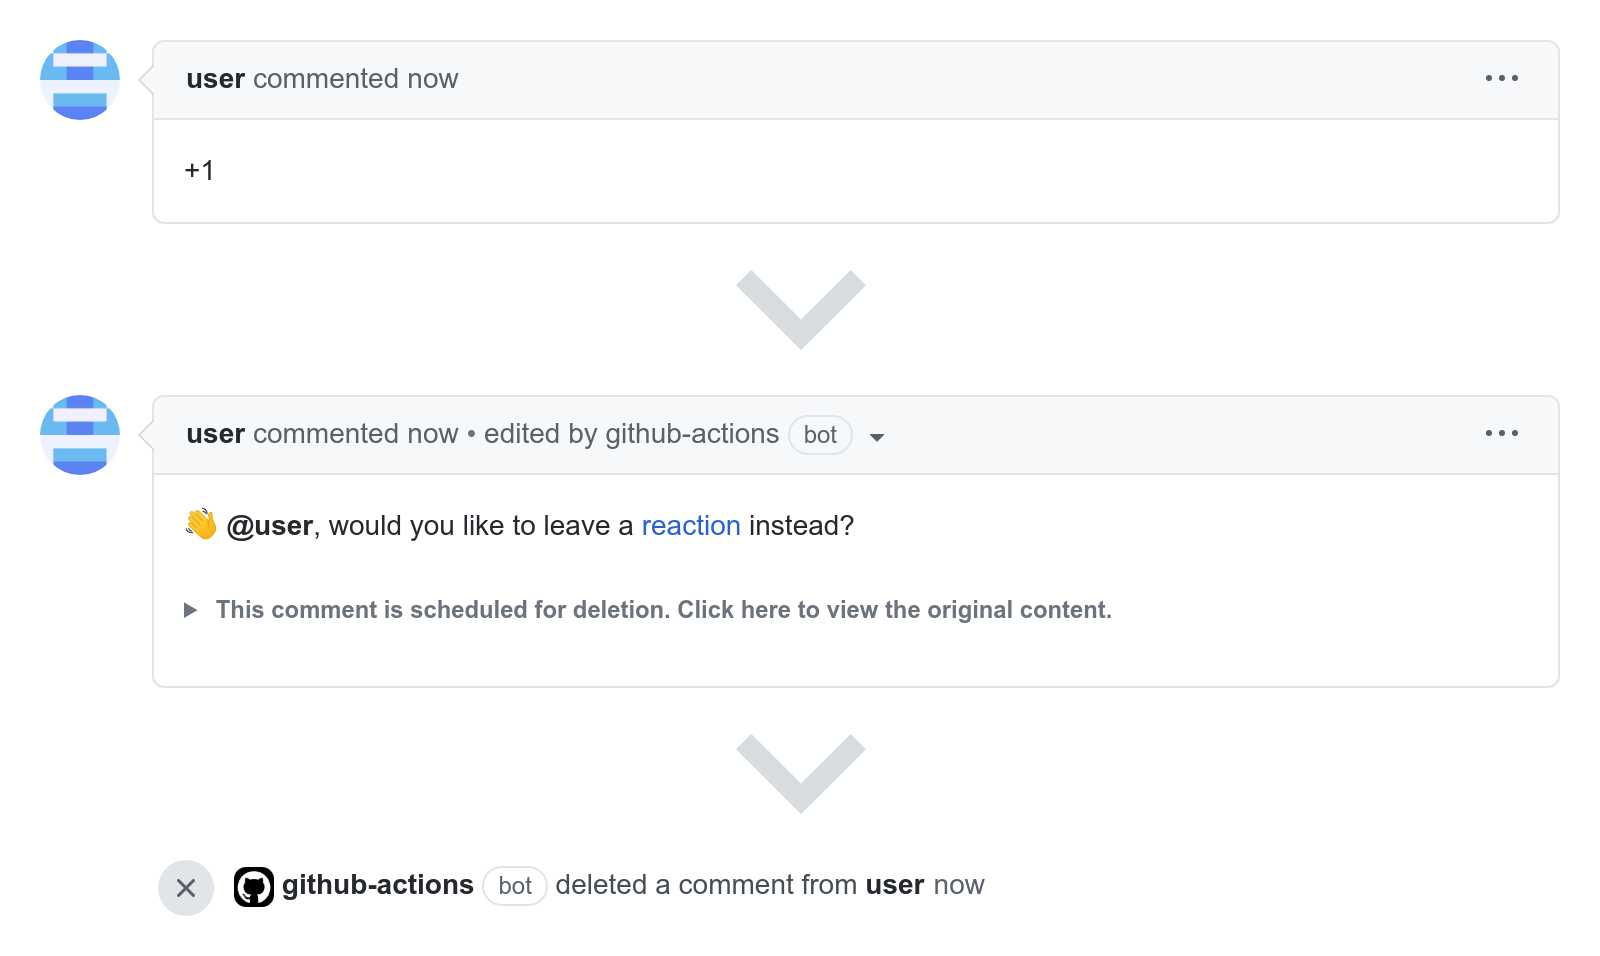 user commented now
+1
user commented now • edited by github-actions bot
👋 @user, would you like to leave a reaction instead?
This comment is scheduled for deletion. Click here to view the original content.
github-actions bot deleted a comment from user now